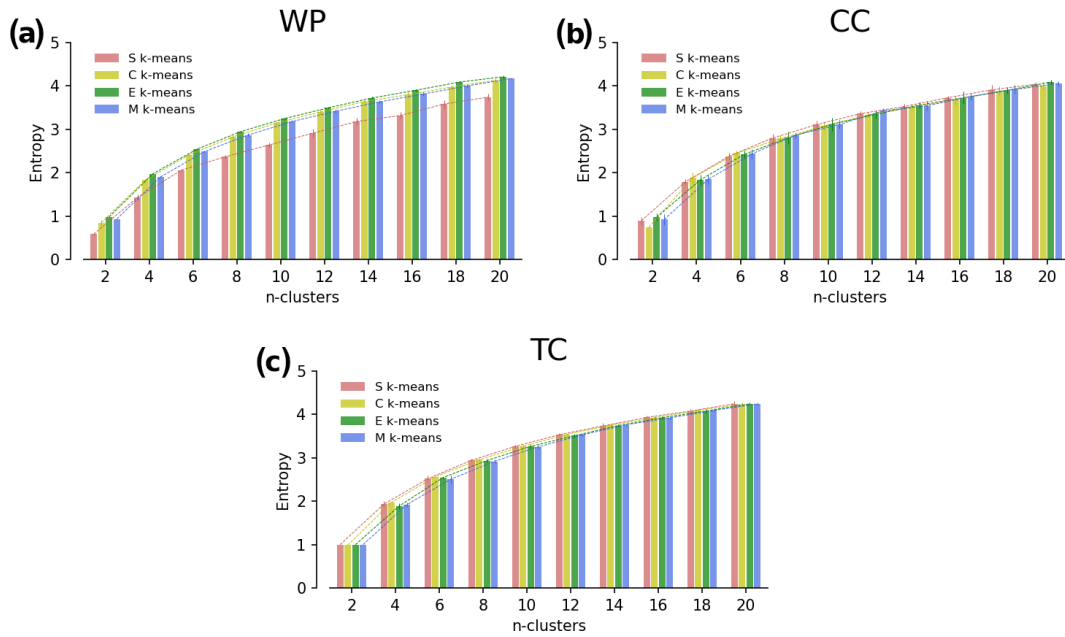 (a)
WP
5
4
3
2
1
0
Entropy
S k-means
C k-means
E k-means
M k-means
2 4 6 8 10 12 14 16 18 20
n-clusters
(b)
CC
5
4
3
2
1
0
Entropy
S k-means
C k-means
E k-means
M k-means
2 4 6 8 10 12 14 16 18 20
n-clusters
(c)
TC
5
4
3
2
1
0
Entropy
S k-means
C k-means
E k-means
M k-means
2 4 6 8 10 12 14 16 18 20
n-clusters